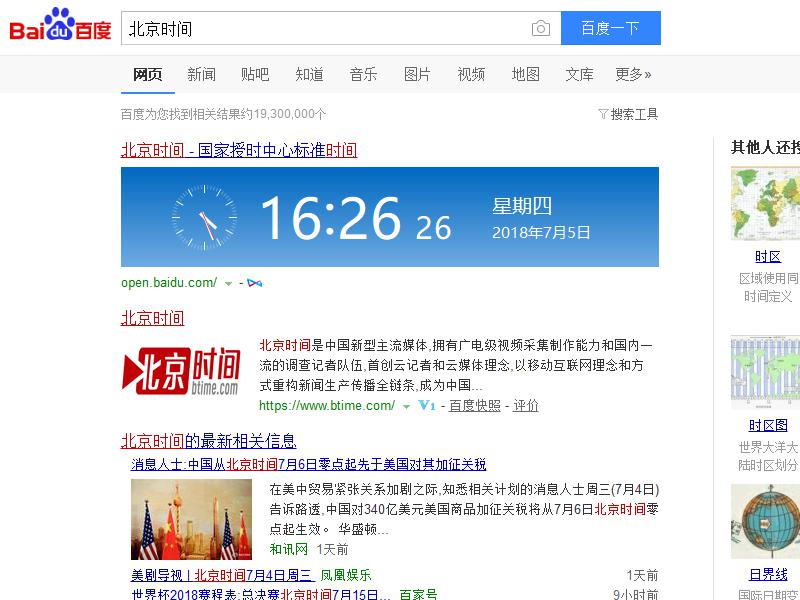 Baidu百度
北京时间
百度一下
网页 新闻 贴吧 知道 音乐 图片 视频 地图 文库 更多»
百度为您找到相关结果约19,300,000个
搜索工具
北京时间 - 国家授时中心标准时间
16:26 26
星期四
2018年7月5日
open.baidu.com/ -
北京时间
北京时间
btime.com
北京时间是中国新型主流媒体,拥有广电级视频采集制作能力和国内一
流的调查记者队伍,首创云记者和云媒体理念,以移动互联网理念和方
式重构新闻生产传播全链条,成为中国...
https://www.btime.com/ V1 - 百度快照 - 评价
北京时间的最新相关信息
消息人士:中国从北京时间7月6日零点起先于美国对其加征关税
在美中贸易紧张关系加剧之际,知悉相关计划的消息人士周三(7月4日)
告诉路透,中国对340亿美元美国商品加征关税将从7月6日北京时间零
点起生效。 华盛顿...
和讯网 1天前
美剧导视 | 北京时间7月4日周三 凤凰娱乐 1天前
世界杯2018赛程表:总决赛北京时间7月15日... 百家号 9小时前
其他人还搜
时区
区域使用同
时间定义
时区图
世界大洋大
陆时区划分
日界线
国际日期变